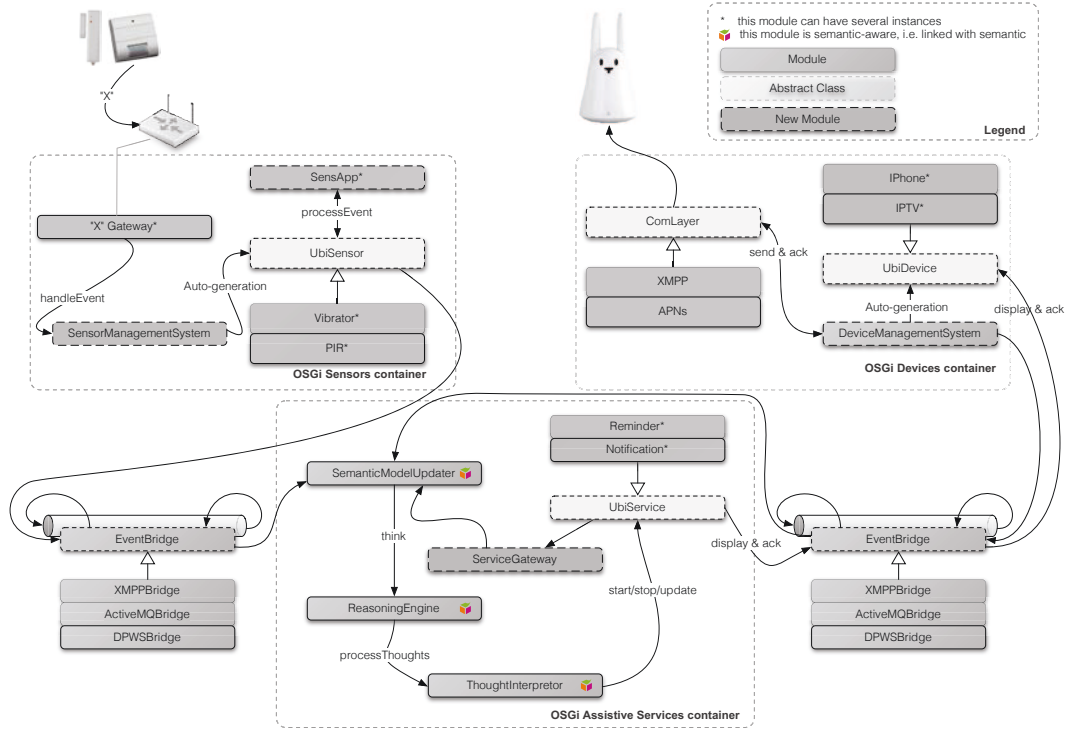 * this module can have several instances
this module is semantic-aware, i.e. linked with semantic
Module
Abstract Class
New Module
Legend
"X"
SensApp*
processEvent
"X" Gateway*
UbiSensor
Auto-generation
handleEvent
Vibrator*
SensorManagementSystem
PIR*
OSGi Sensors container
IPhone*
IPTV*
ComLayer
send & ack
UbiDevice
XMPP
Auto-generation
display & ack
APNs
DeviceManagementSystem
OSGi Devices container
Reminder*
Notification*
SemanticModelUpdater
UbiService
think
display & ack
ServiceGateway
start/stop/update
ReasoningEngine
processThoughts
ThoughtInterpretor
OSGi Assistive Services container
EventBridge
XMPPBridge
ActiveMQBridge
DPWSBridge
EventBridge
XMPPBridge
ActiveMQBridge
DPWSBridge